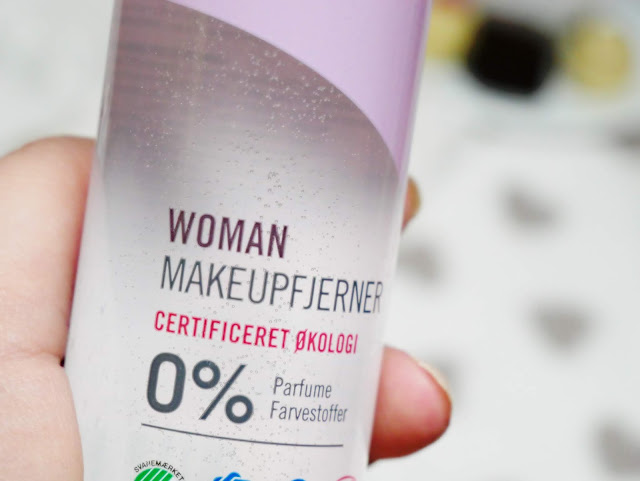 WOMAN
MAKEUPFJERNER
CERTIFICERET ØKOLOGI
0% Parfume
Farvestoffer
SVANEMÆRKET